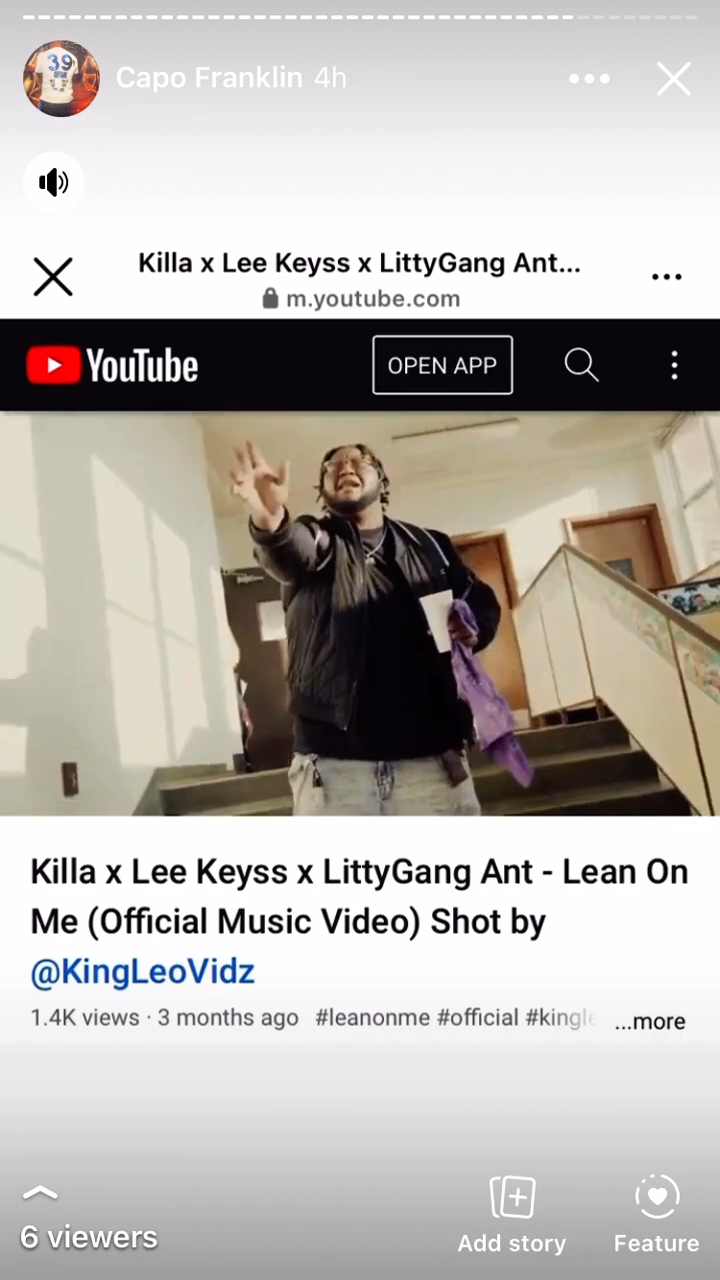 39
Capo Franklin 4h
Killa x Lee Keyss x LittyGang Ant...
m.youtube.com
YouTube
OPEN APP
Killa x Lee Keyss x LittyGang Ant - Lean On
Me (Official Music Video) Shot by
@KingLeoVidz
1.4K views · 3 months ago #leanonme #official #kingle ...more
6 viewers
Add story
Feature